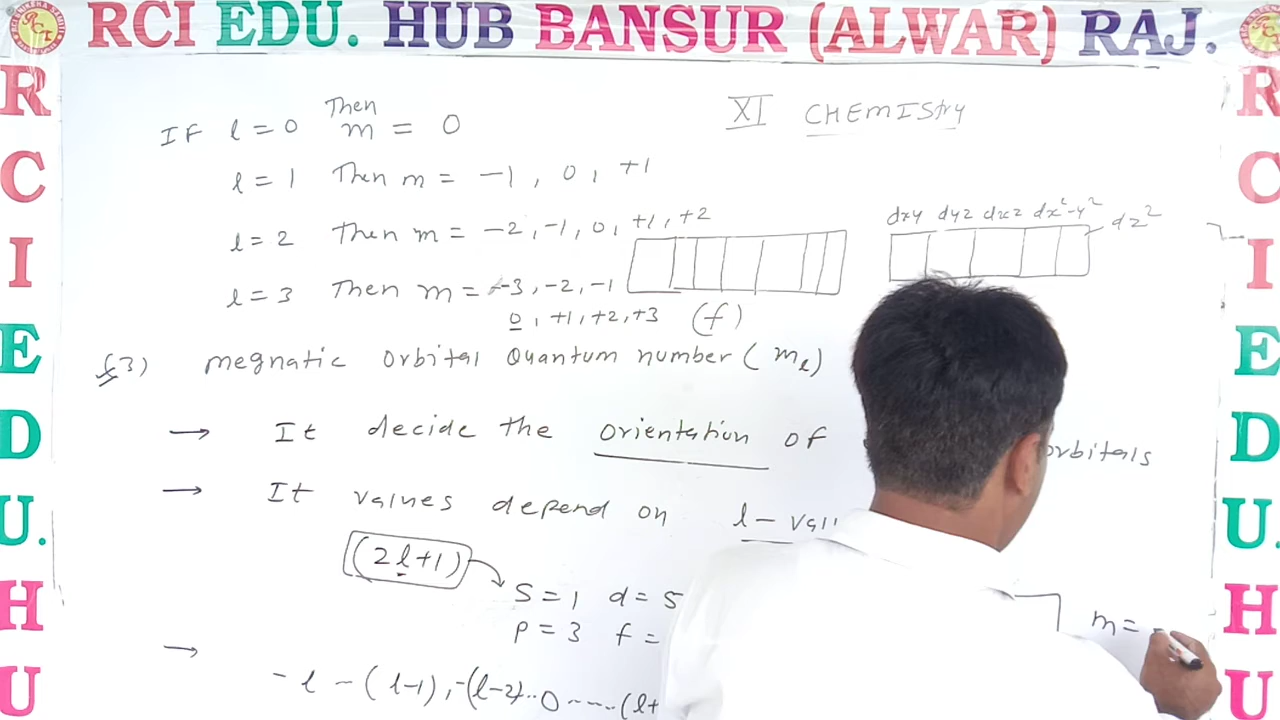 RCI EDU. HUB BANSUR (ALWAR) RAJ.
R
C
I
E
D
U.
H
U
R
C
I
E
D
U.
H
U
XI CHEMIStry
Then
IF l = 0 m = 0
l = 1 Then m = -1, 0, +1
l = 2 Then m = -2, -1, 0, +1, +2
dxy dyz dxz dx²-y² dz²
l = 3 Then m = -3, -2, -1
0, +1, +2, +3 (f)
3) megnatic orbital Quantum number (mₗ)
→ It decide the orientation of orbitals
→ It values depend on l -
(2l+1)
S = 1 d = 5
P = 3 f =
m =
→ -l -(l-1), -(l-2).. 0 ---- (l+